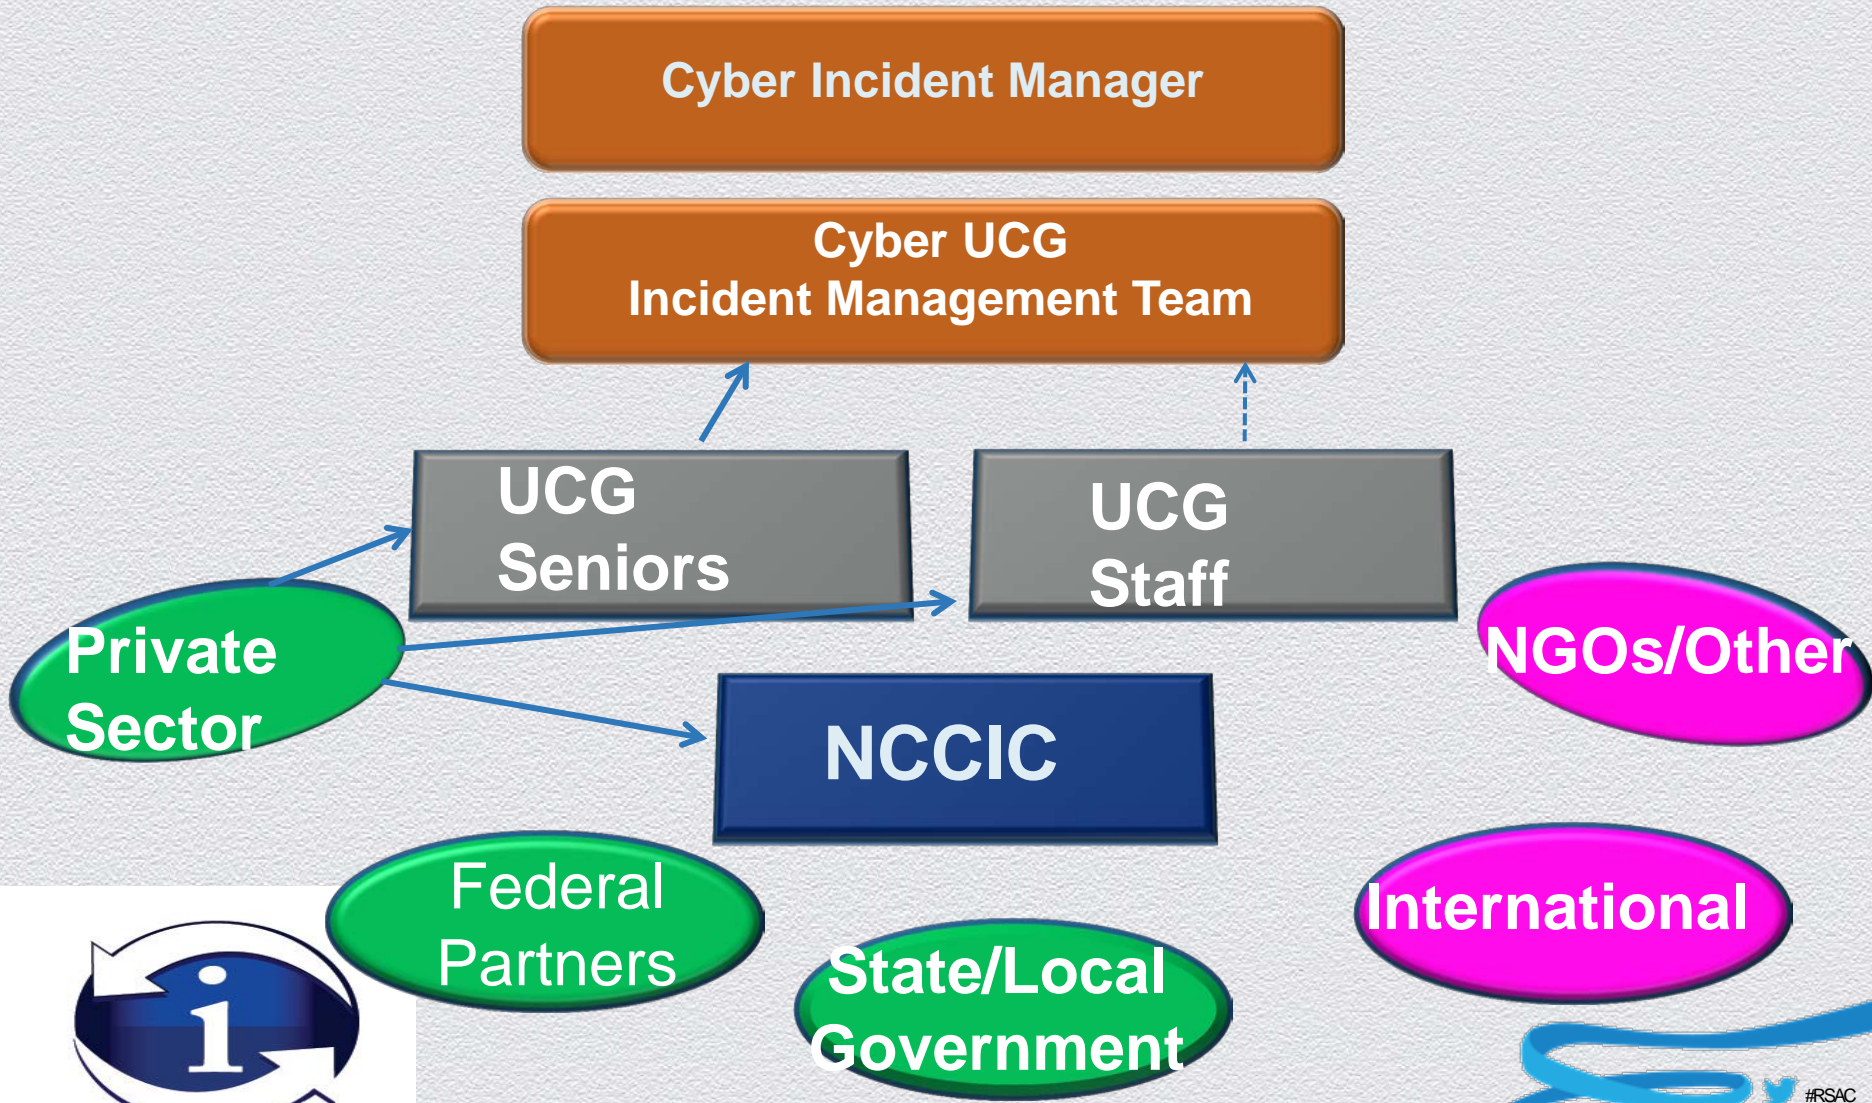 Cyber Incident Manager
Cyber UCG
Incident Management Team
UCG
Seniors
UCG
Staff
Private
Sector
NGOs/Other
NCCIC
Federal
Partners
International
State/Local
Government
i
#RSAC